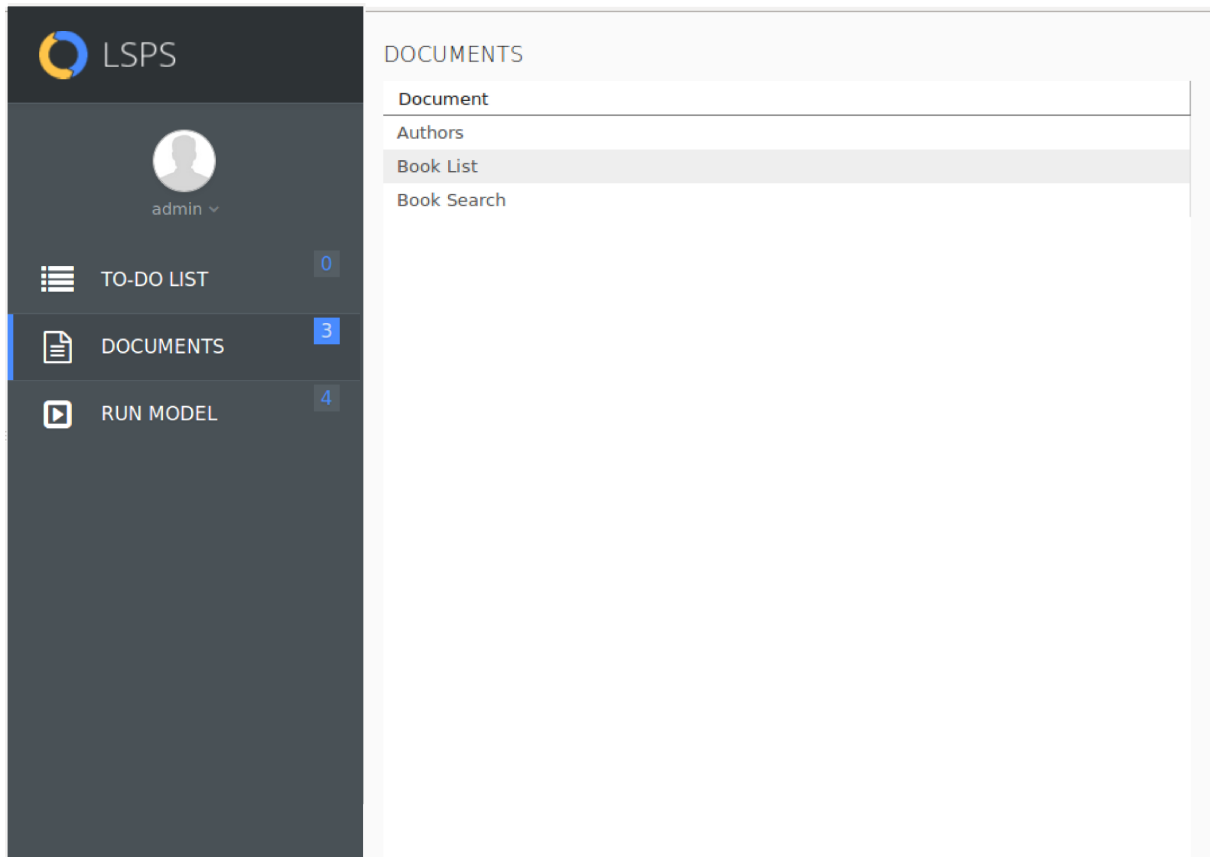 LSPS
admin
TO-DO LIST
0
DOCUMENTS
3
RUN MODEL
4
DOCUMENTS
Document
Authors
Book List
Book Search